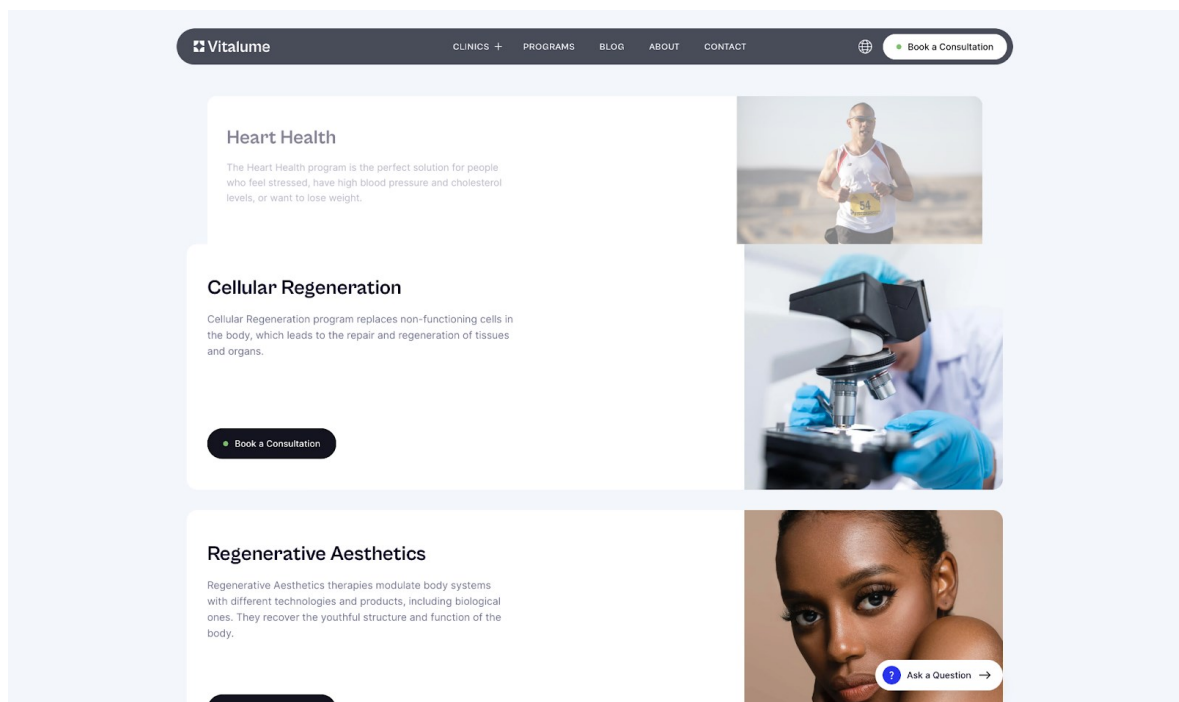 Vitalume
CLINICS +
PROGRAMS
BLOG
ABOUT
CONTACT
Book a Consultation
Heart Health
The Heart Health program is the perfect solution for people
who feel stressed, have high blood pressure and cholesterol
levels, or want to lose weight.
54
Cellular Regeneration
Cellular Regeneration program replaces non-functioning cells in
the body, which leads to the repair and regeneration of tissues
and organs.
Book a Consultation
Regenerative Aesthetics
Regenerative Aesthetics therapies modulate body systems
with different technologies and products, including biological
ones. They recover the youthful structure and function of the
body.
? Ask a Question →